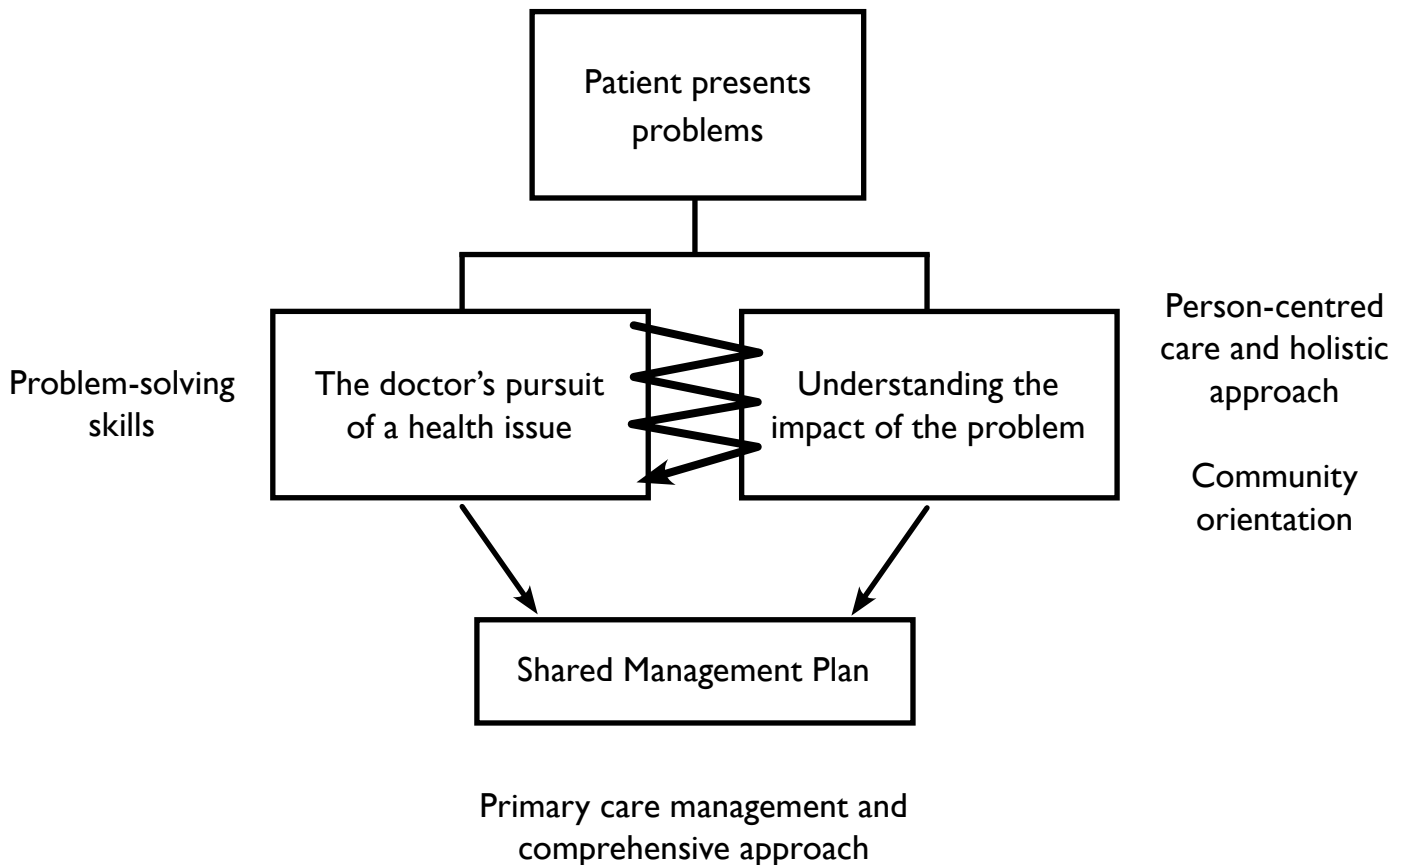 Patient presents
problems
Problem-solving
skills
The doctor’s pursuit
of a health issue
Understanding the
impact of the problem
Person-centred
care and holistic
approach
Community
orientation
Shared Management Plan
Primary care management and
comprehensive approach